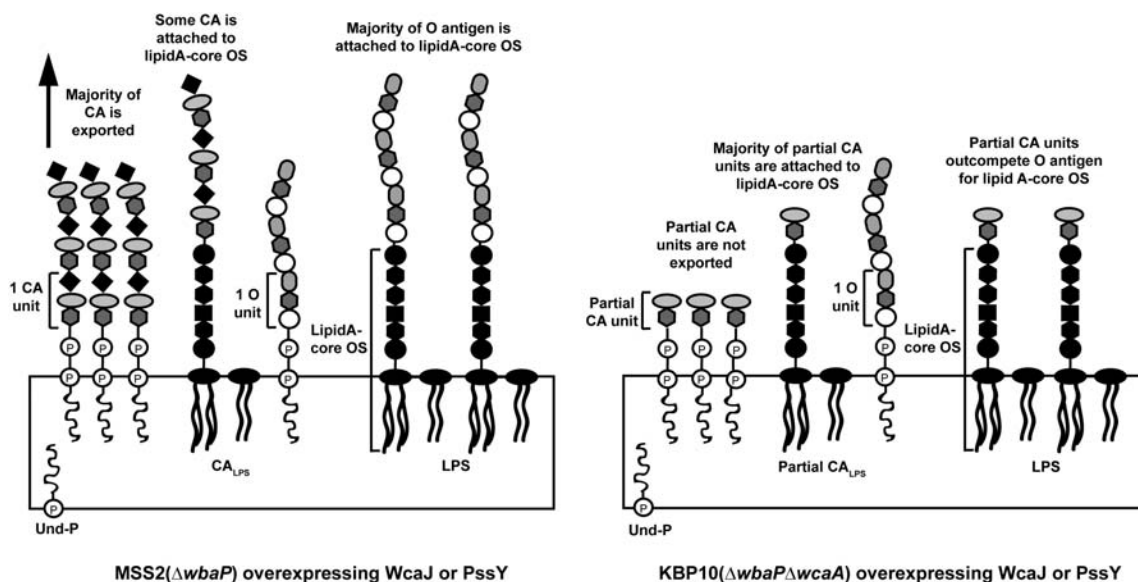 Some CA is
attached to
lipidA-core OS
Majority of O antigen is
attached to lipidA-core OS
Majority of
CA is
exported
1 CA
unit
1 O
unit
LipidA-
core OS
P P P
P P P
P
P
CA LPS
LPS
P
Und-P
MSS2(ΔwbaP) overexpressing WcaJ or PssY
Majority of partial CA
units are attached to
lipidA-core OS
Partial CA units
outcompete O antigen
for lipid A-core OS
Partial CA
units are not
exported
Partial
CA unit
1 O
unit
LipidA-
core OS
P P P
P P P
P
P
Partial CA LPS
LPS
P
Und-P
KBP10(ΔwbaPΔwcaA) overexpressing WcaJ or PssY